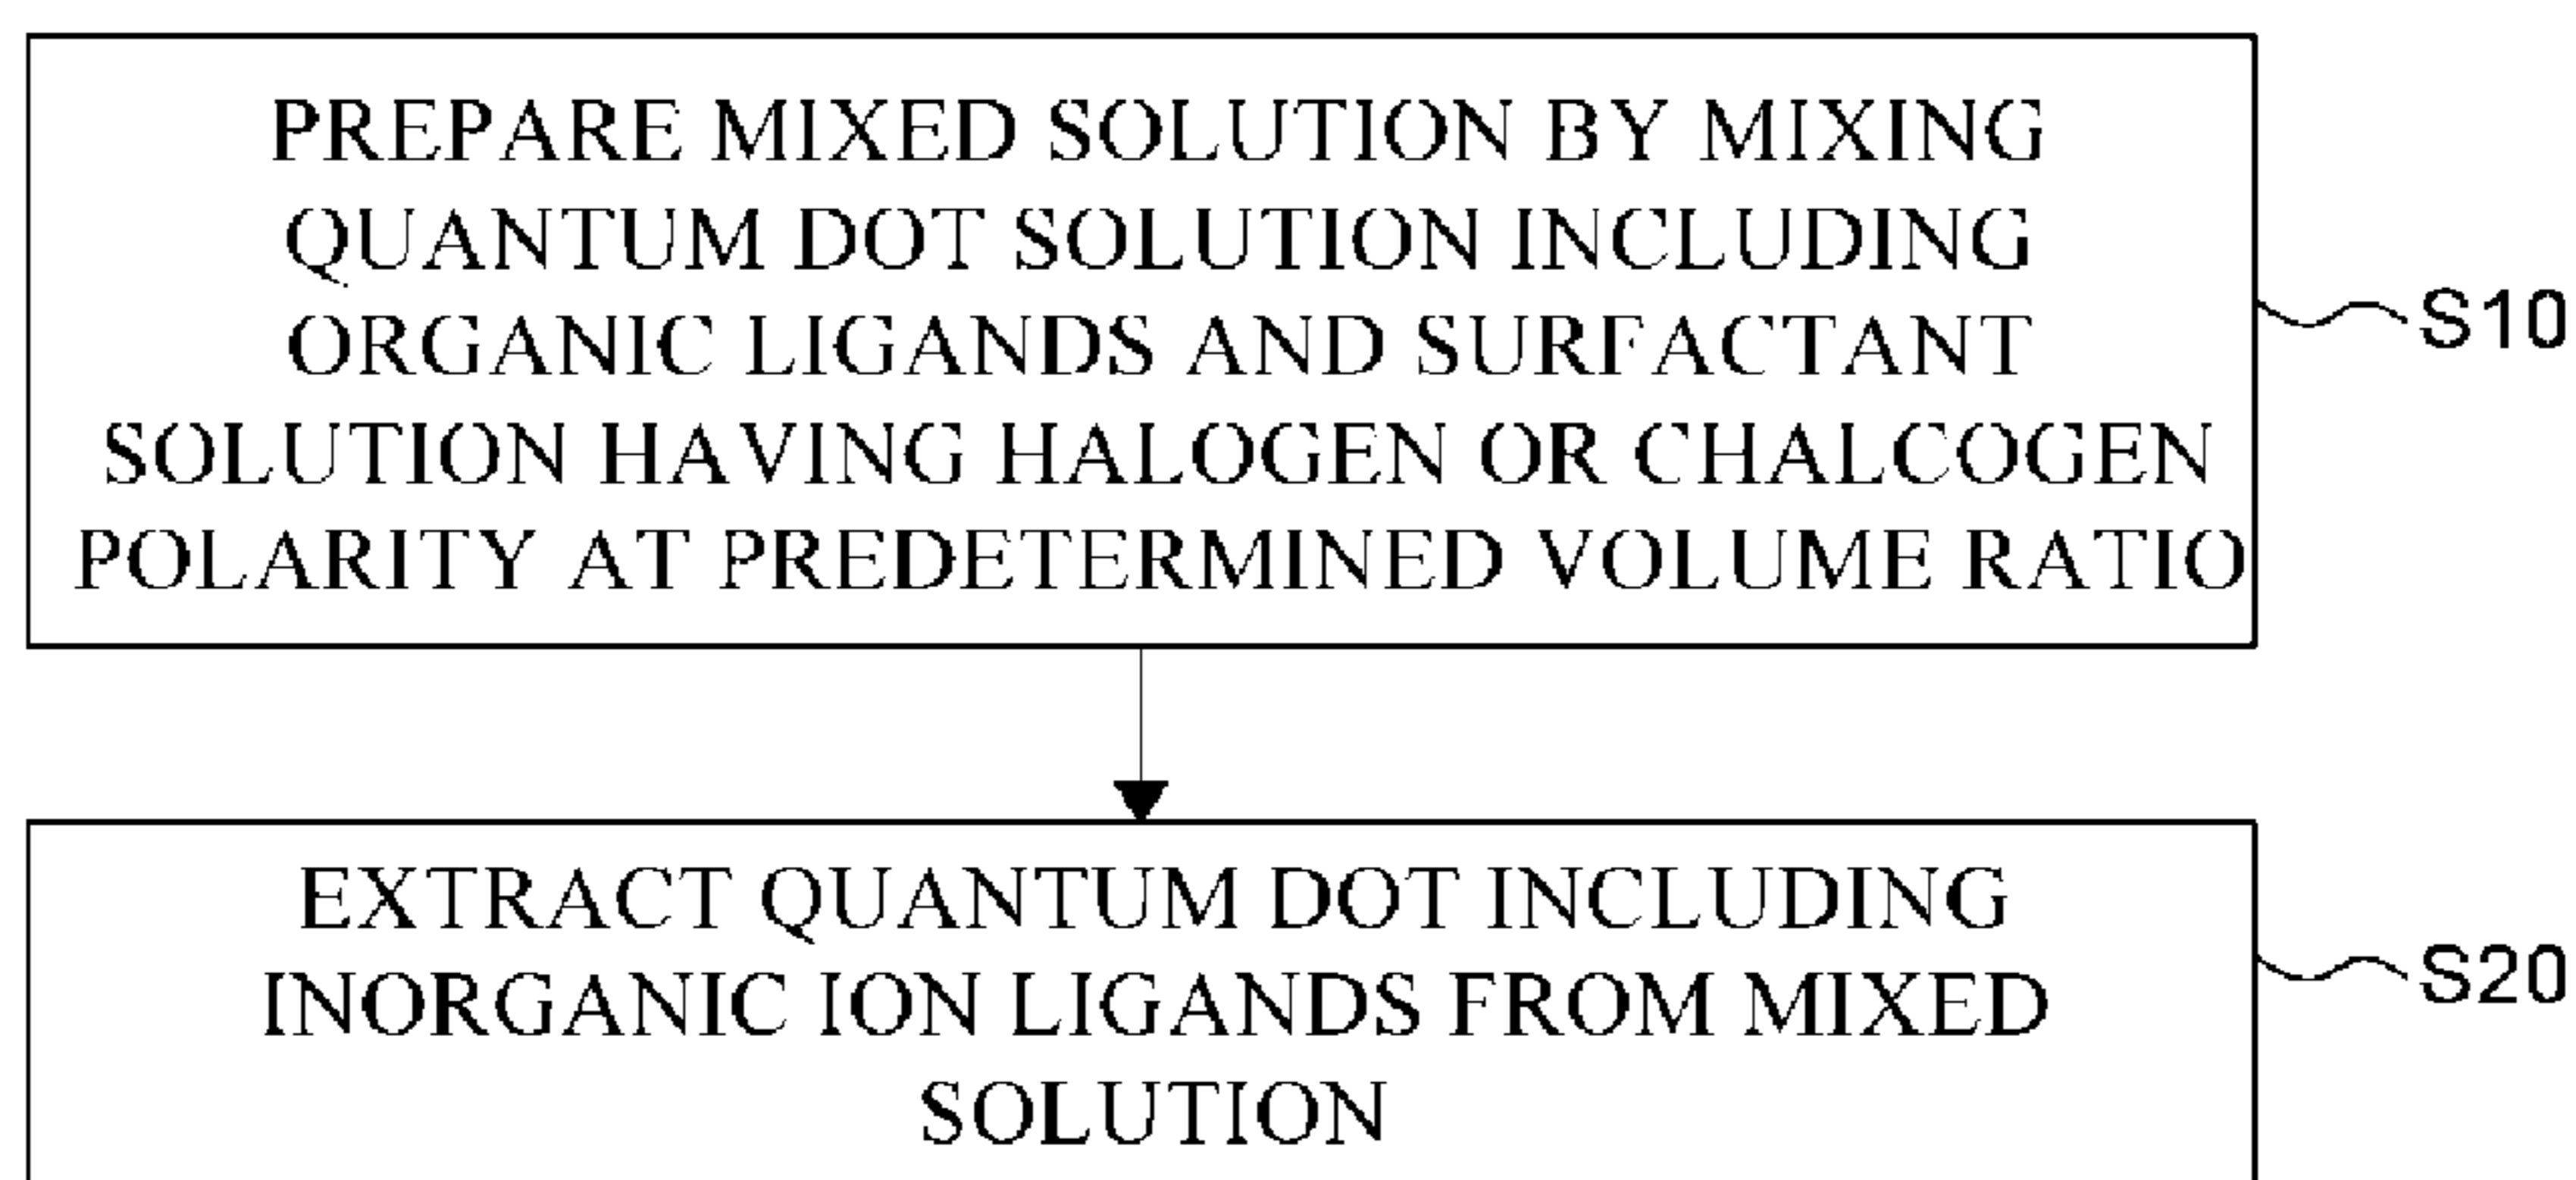 PREPARE MIXED SOLUTION BY MIXING
QUANTUM DOT SOLUTION INCLUDING
ORGANIC LIGANDS AND SURFACTANT
SOLUTION HAVING HALOGEN OR CHALCOGEN
POLARITY AT PREDETERMINED VOLUME RATIO
S10
EXTRACT QUANTUM DOT INCLUDING
INORGANIC ION LIGANDS FROM MIXED
SOLUTION
S20